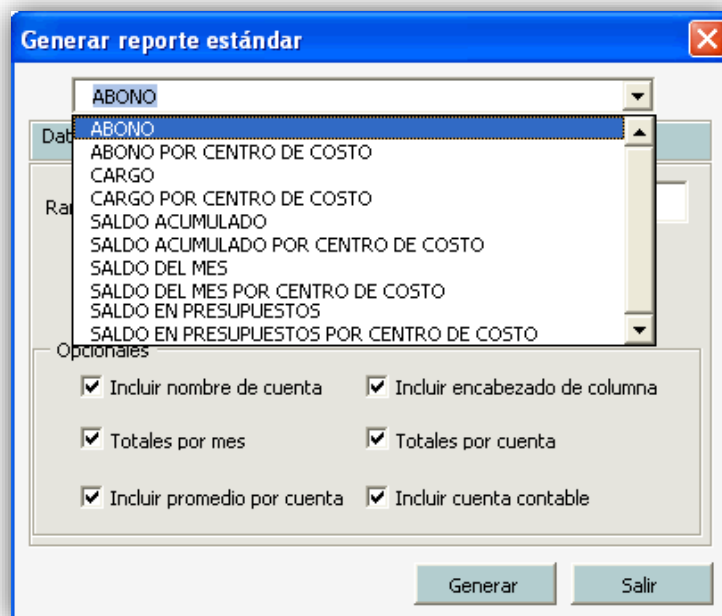 Generar reporte estándar
ABONO
ABONO
ABONO POR CENTRO DE COSTO
CARGO
CARGO POR CENTRO DE COSTO
SALDO ACUMULADO
SALDO ACUMULADO POR CENTRO DE COSTO
SALDO DEL MES
SALDO DEL MES POR CENTRO DE COSTO
SALDO EN PRESUPUESTOS
SALDO EN PRESUPUESTOS POR CENTRO DE COSTO
Opcionales
Incluir nombre de cuenta Incluir encabezado de columna
Totales por mes Totales por cuenta
Incluir promedio por cuenta Incluir cuenta contable
Generar Salir